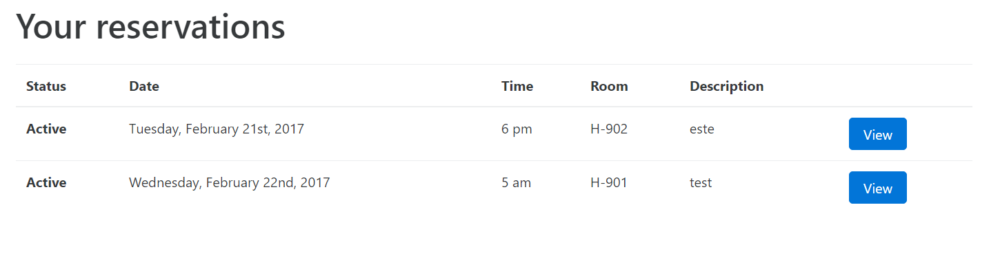 Your reservations
Status Date Time Room Description
Active Tuesday, February 21st, 2017 6 pm H-902 este View
Active Wednesday, February 22nd, 2017 5 am H-901 test View